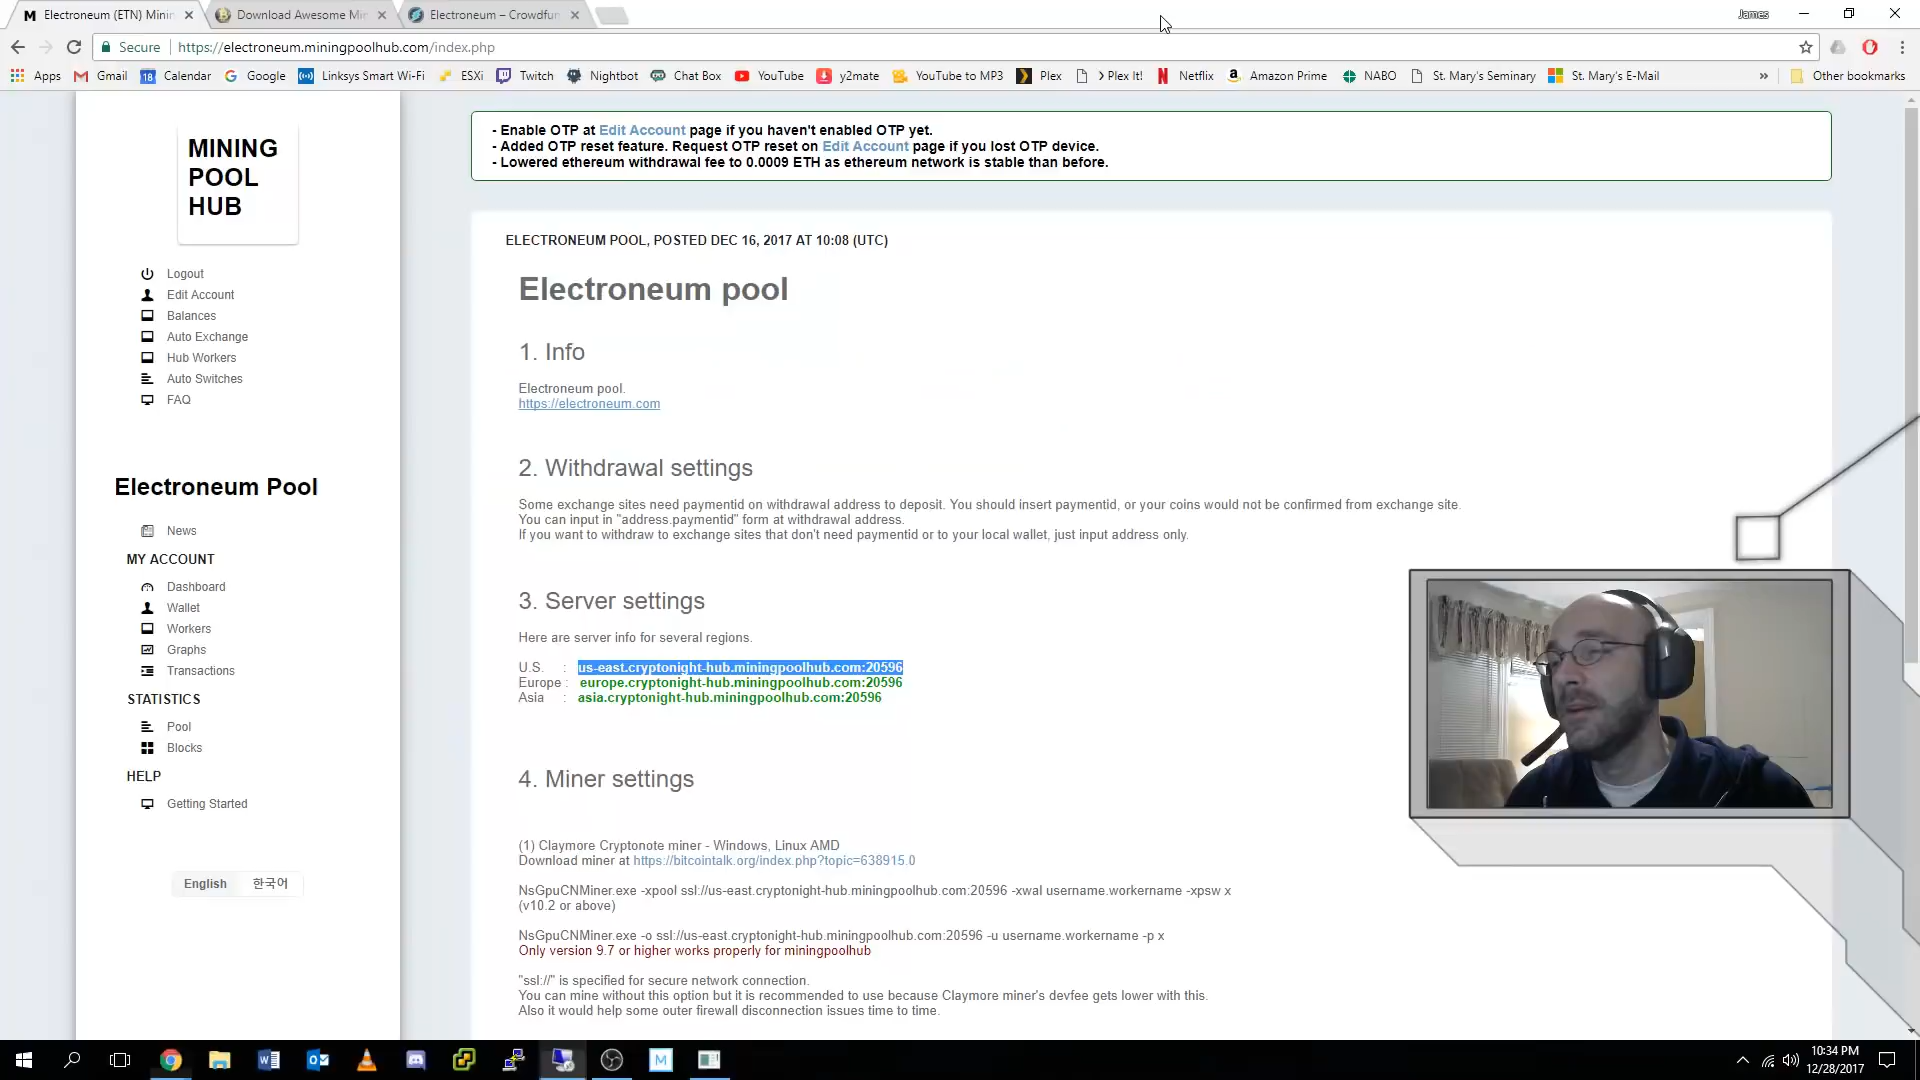 Electroneum (ETN) Mini
Download Awesome Mi
Electroneum – Crowdfun
James
Secure
https://electroneum.miningpoolhub.com/index.php
Apps
Gmail
18
Calendar
Google
Linksys Smart Wi-Fi
ESXi
Twitch
Nightbot
Chat Box
YouTube
y2mate
YouTube to MP3
Plex
Plex It!
Netflix
Amazon Prime
NABO
St. Mary's Seminary
St. Mary's E-Mail
»
Other bookmarks
MINING
POOL
HUB
Logout
Edit Account
Balances
Auto Exchange
Hub Workers
Auto Switches
FAQ
Electroneum Pool
News
MY ACCOUNT
Dashboard
Wallet
Workers
Graphs
Transactions
STATISTICS
Pool
Blocks
HELP
Getting Started
English 한국어
- Enable OTP at Edit Account page if you haven't enabled OTP yet.
- Added OTP reset feature. Request OTP reset on Edit Account page if you lost OTP device.
- Lowered ethereum withdrawal fee to 0.0009 ETH as ethereum network is stable than before.
ELECTRONEUM POOL, POSTED DEC 16, 2017 AT 10:08 (UTC)
Electroneum pool
1. Info
Electroneum pool.
https://electroneum.com
2. Withdrawal settings
Some exchange sites need paymentid on withdrawal address to deposit. You should insert paymentid, or your coins would not be confirmed from exchange site.
You can input in "address.paymentid" form at withdrawal address.
If you want to withdraw to exchange sites that don't need paymentid or to your local wallet, just input address only.
3. Server settings
Here are server info for several regions.
U.S. : us-east.cryptonight-hub.miningpoolhub.com:20596
Europe : europe.cryptonight-hub.miningpoolhub.com:20596
Asia : asia.cryptonight-hub.miningpoolhub.com:20596
4. Miner settings
(1) Claymore Cryptonote miner - Windows, Linux AMD
Download miner at https://bitcointalk.org/index.php?topic=638915.0
NsGpuCNMiner.exe -xpool ssl://us-east.cryptonight-hub.miningpoolhub.com:20596 -xwal username.workername -xpsw x
(v10.2 or above)
NsGpuCNMiner.exe -o ssl://us-east.cryptonight-hub.miningpoolhub.com:20596 -u username.workername -p x
Only version 9.7 or higher works properly for miningpoolhub
"ssl://" is specified for secure network connection.
You can mine without this option but it is recommended to use because Claymore miner's devfee gets lower with this.
Also it would help some outer firewall disconnection issues time to time.
10:34 PM
12/28/2017